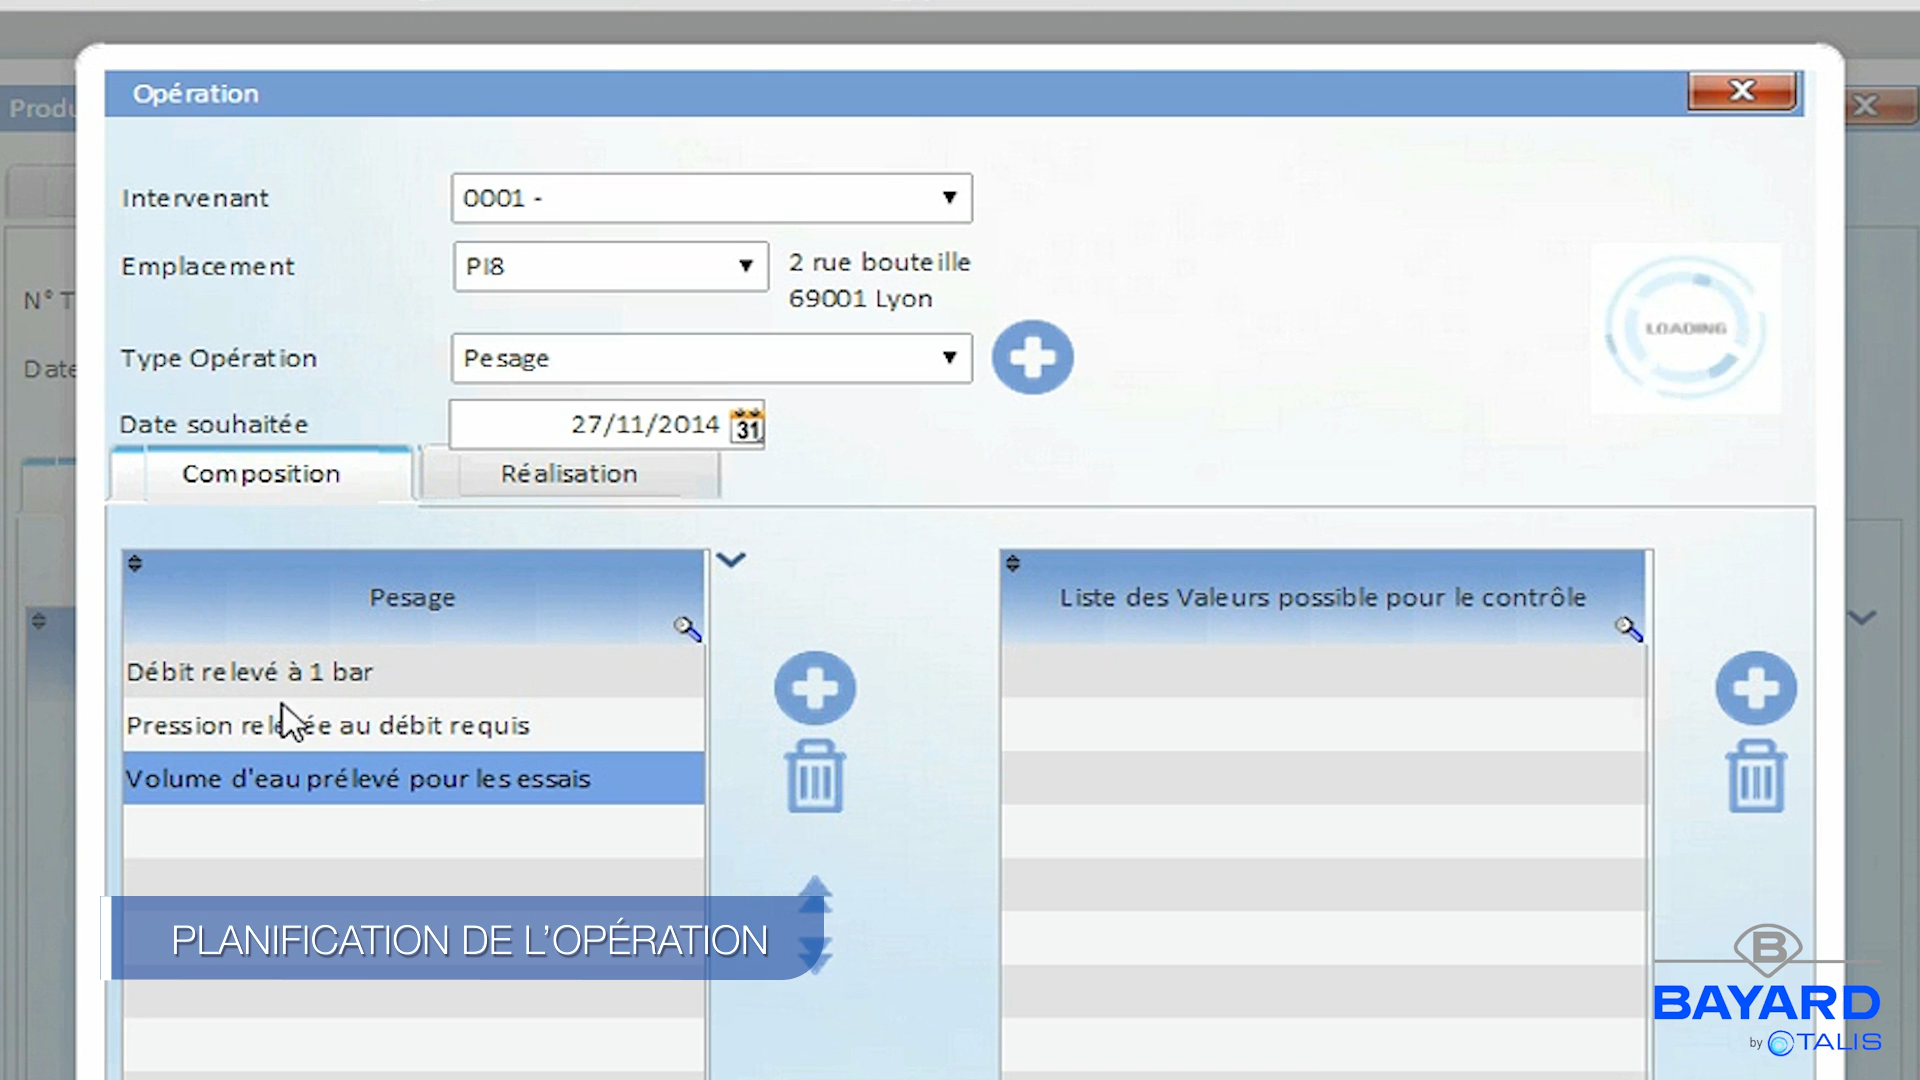 Opération
Produ
Intervenant
0001 -
Emplacement
PI8
2 rue bouteille
69001 Lyon
N° T
LOADING
Type Opération
Pesage
Date
Date souhaitée
27/11/2014
31
Composition
Réalisation
Pesage
Liste des Valeurs possible pour le contrôle
Débit relevé à 1 bar
Pression relevée au débit requis
Volume d'eau prélevé pour les essais
PLANIFICATION DE L'OPÉRATION
B
BAYARD
by TALIS